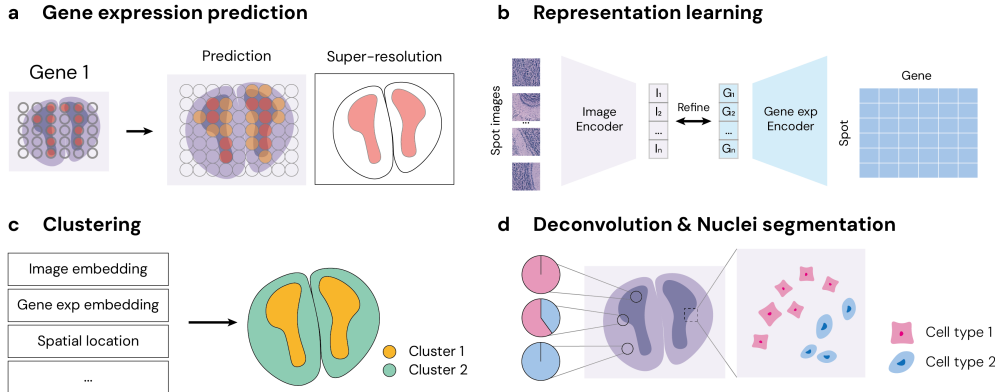 a Gene expression prediction
Gene 1
Prediction
Super-resolution
b Representation learning
Spot images
...
Image
Encoder
I₁
I₂
...
Iₙ
Refine
G₁
G₂
...
Gₙ
Gene exp
Encoder
Gene
Spot
c Clustering
Image embedding
Gene exp embedding
Spatial location
...
Cluster 1
Cluster 2
d Deconvolution & Nuclei segmentation
Cell type 1
Cell type 2